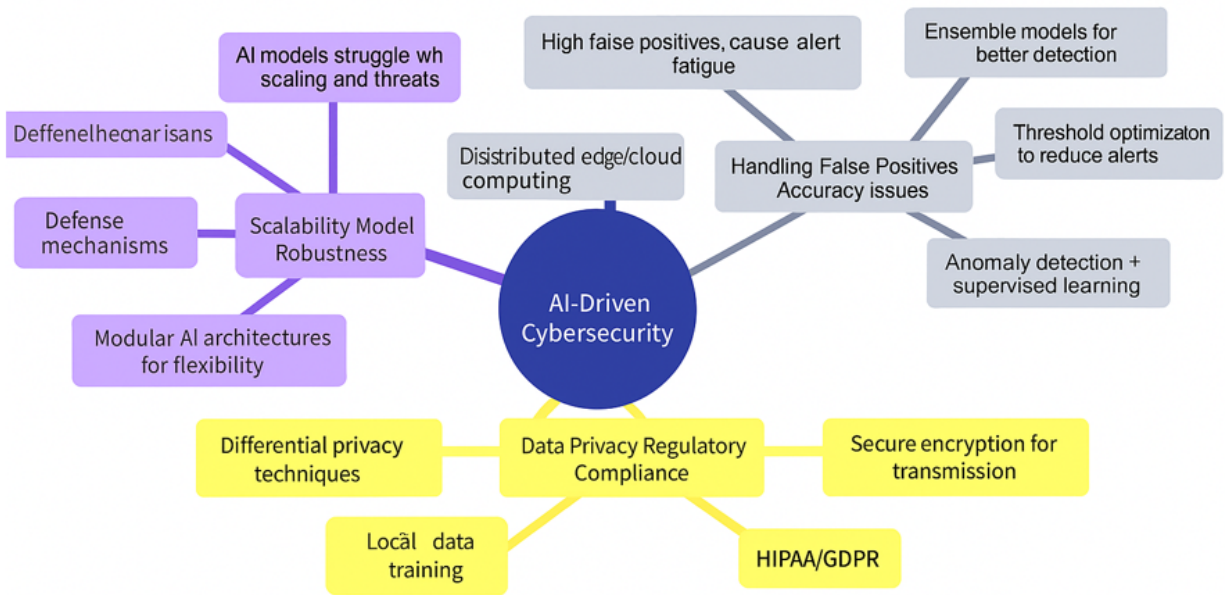 AI models struggle wh
scaling and threats
High faise positives, cause alert
fatigue
Ensemble models for
better detection
Disistributed edge/cloud
computing
Handling False Positives
Accuracy issues
Threshold optimizaton
to reduce alerts
Defense
mechanisms
Scalability Model
Robustness
Anomaly detection +
supervised learning
AI-Driven
Cybersecurity
Modular AI architectures
for flexibility
Differential privacy
techniques
Data Privacy Regulatory
Compliance
Secure encryption for
transmission
data
training
HIPAA/GDPR